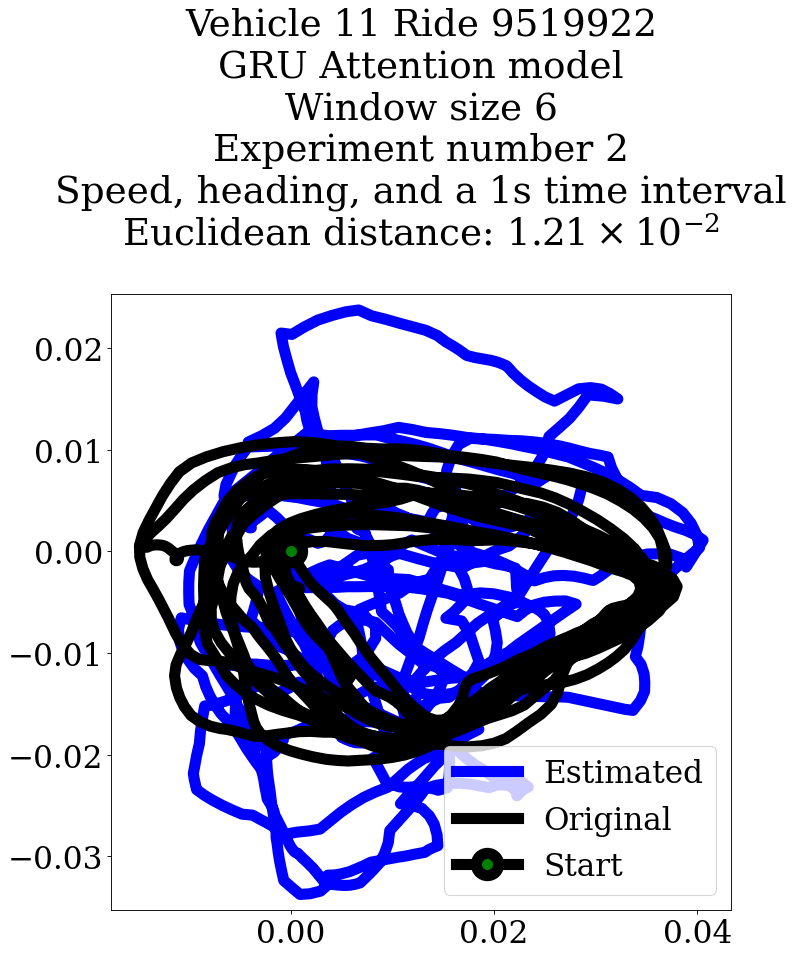 Vehicle 11 Ride 9519922
GRU Attention model
Window size 6
Experiment number 2
Speed, heading, and a 1s time interval
Euclidean distance: 1.21 × 10⁻²
0.02
0.01
0.00
−0.01
−0.02
−0.03
Estimated
Original
Start
0.00 0.02 0.04